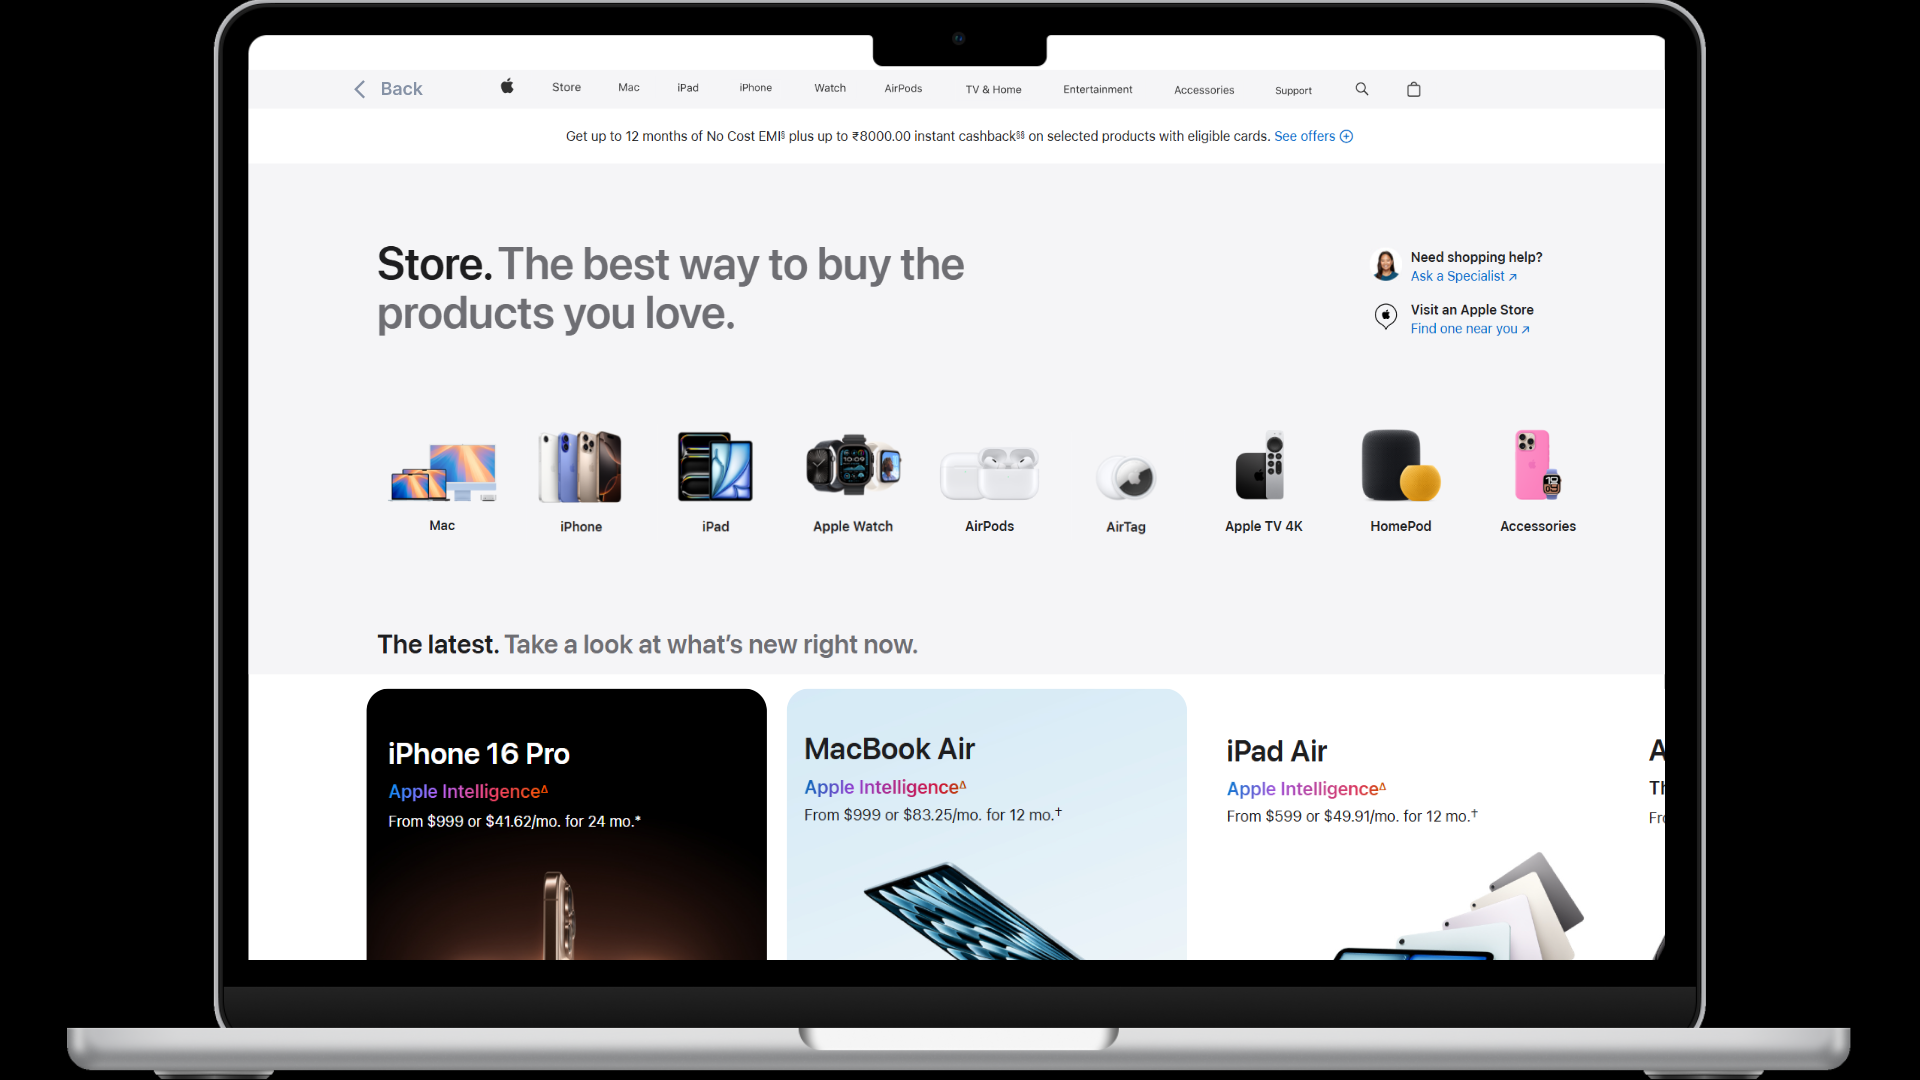 Back
Store
Mac
iPad
iPhone
Watch
AirPods
TV & Home
Entertainment
Accessories
Support
Get up to 12 months of No Cost EMI§ plus up to ₹8000.00 instant cashback§§ on selected products with eligible cards. See offers
Store. The best way to buy the
products you love.
Need shopping help?
Ask a Specialist ↗
Visit an Apple Store
Find one near you ↗
Mac
iPhone
iPad
Apple Watch
AirPods
AirTag
Apple TV 4K
HomePod
Accessories
The latest. Take a look at what’s new right now.
iPhone 16 Pro
Apple Intelligence∆
From $999 or $41.62/mo. for 24 mo.*
MacBook Air
Apple Intelligence∆
From $999 or $83.25/mo. for 12 mo.†
iPad Air
Apple Intelligence∆
From $599 or $49.91/mo. for 12 mo.†